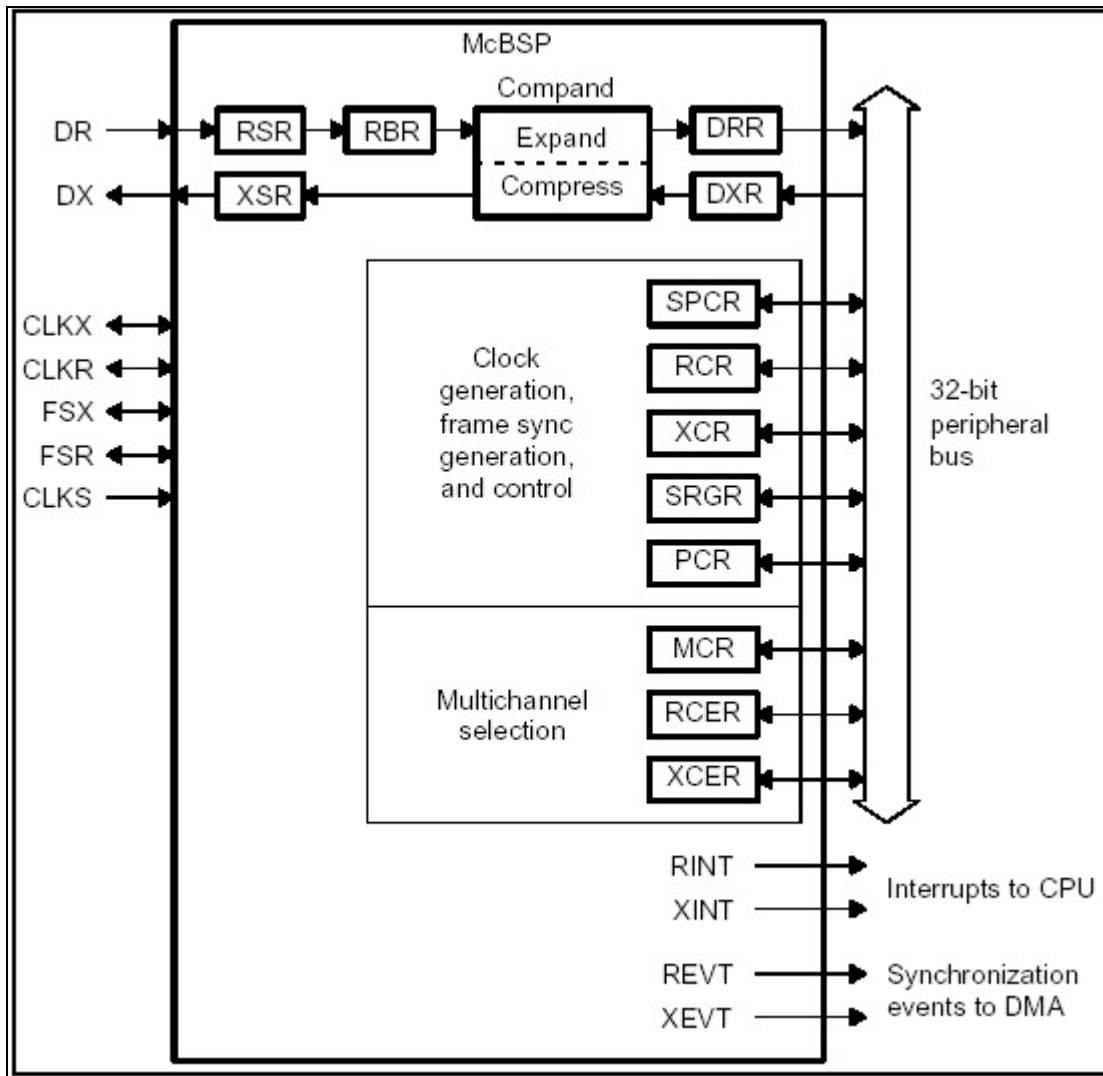 McBSP
Compand
DR
RSR
RBR
Expand
DRR
DX
XSR
Compress
DXR
CLKX
CLKR
FSX
FSR
CLKS
Clock
generation,
frame sync
generation,
and control
SPCR
RCR
XCR
SRGR
PCR
32-bit
peripheral
bus
Multichannel
selection
MCR
RCER
XCER
RINT
XINT
Interrupts to CPU
REVT
XEVT
Synchronization
events to DMA